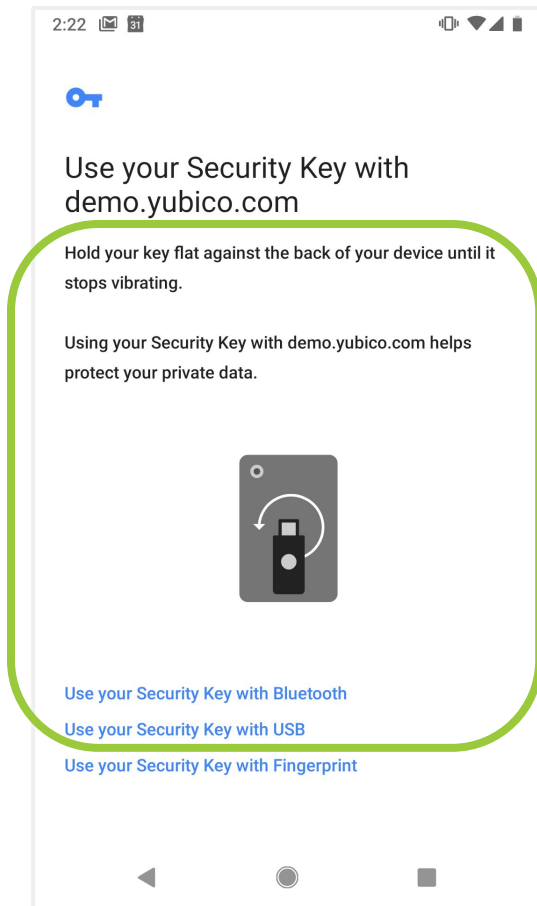 2:22
31
Use your Security Key with
demo.yubico.com
Hold your key flat against the back of your device until it
stops vibrating.
Using your Security Key with demo.yubico.com helps
protect your private data.
Use your Security Key with Bluetooth
Use your Security Key with USB
Use your Security Key with Fingerprint